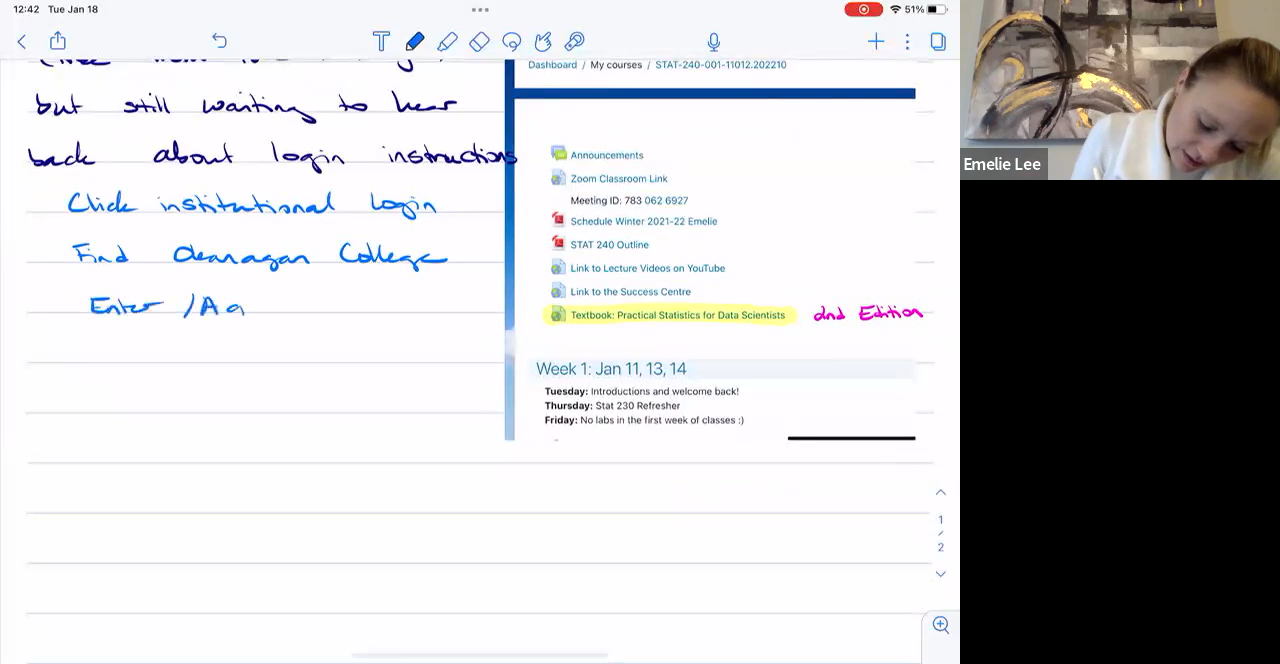 12:42 Tue Jan 18
51%
but still waiting to hear
back about login instructions
Click institutional Login
Find Okanagan College
Enter / Ag
Dashboard / My courses / STAT-240-001-11012.202210
Announcements
Zoom Classroom Link
Meeting ID: 783 062 6927
Schedule Winter 2021-22 Emelie
STAT 240 Outline
Link to Lecture Videos on YouTube
Link to the Success Centre
Textbook: Practical Statistics for Data Scientists 2nd Edition
Week 1: Jan 11, 13, 14
Tuesday: Introductions and welcome back!
Thursday: Stat 230 Refresher
Friday: No labs in the first week of classes :)
1
/
2
Emelie Lee